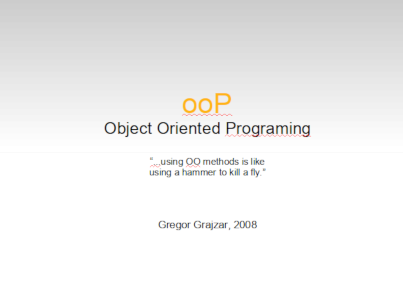 ooP
Object Oriented Programing
"...using OO methods is like
using a hammer to kill a fly."
Gregor Grajzar, 2008